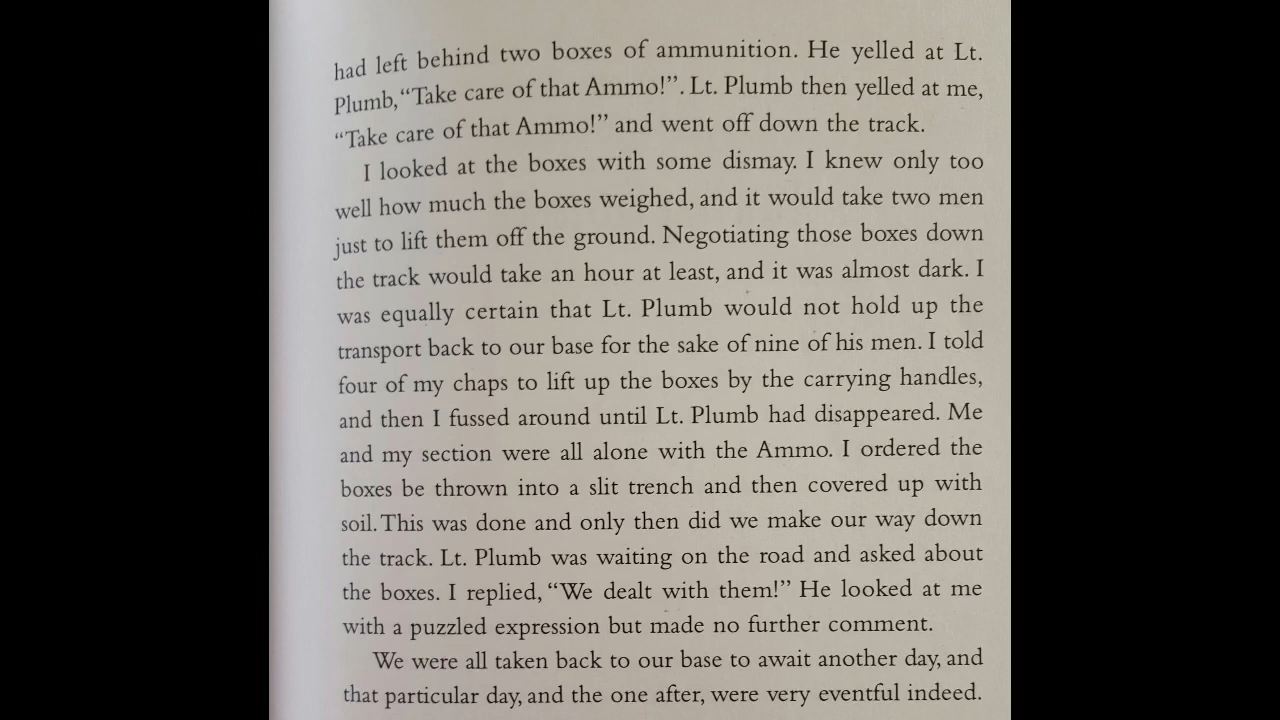 had left behind two boxes of ammunition. He yelled at Lt.
Plumb, “Take care of that Ammo!”. Lt. Plumb then yelled at me,
“Take care of that Ammo!” and went off down the track.
I looked at the boxes with some dismay. I knew only too
well how much the boxes weighed, and it would take two men
just to lift them off the ground. Negotiating those boxes down
the track would take an hour at least, and it was almost dark. I
was equally certain that Lt. Plumb would not hold up the
transport back to our base for the sake of nine of his men. I told
four of my chaps to lift up the boxes by the carrying handles,
and then I fussed around until Lt. Plumb had disappeared. Me
and my section were all alone with the Ammo. I ordered the
boxes be thrown into a slit trench and then covered up with
soil. This was done and only then did we make our way down
the track. Lt. Plumb was waiting on the road and asked about
the boxes. I replied, “We dealt with them!” He looked at me
with a puzzled expression but made no further comment.
We were all taken back to our base to await another day, and
that particular day, and the one after, were very eventful indeed.